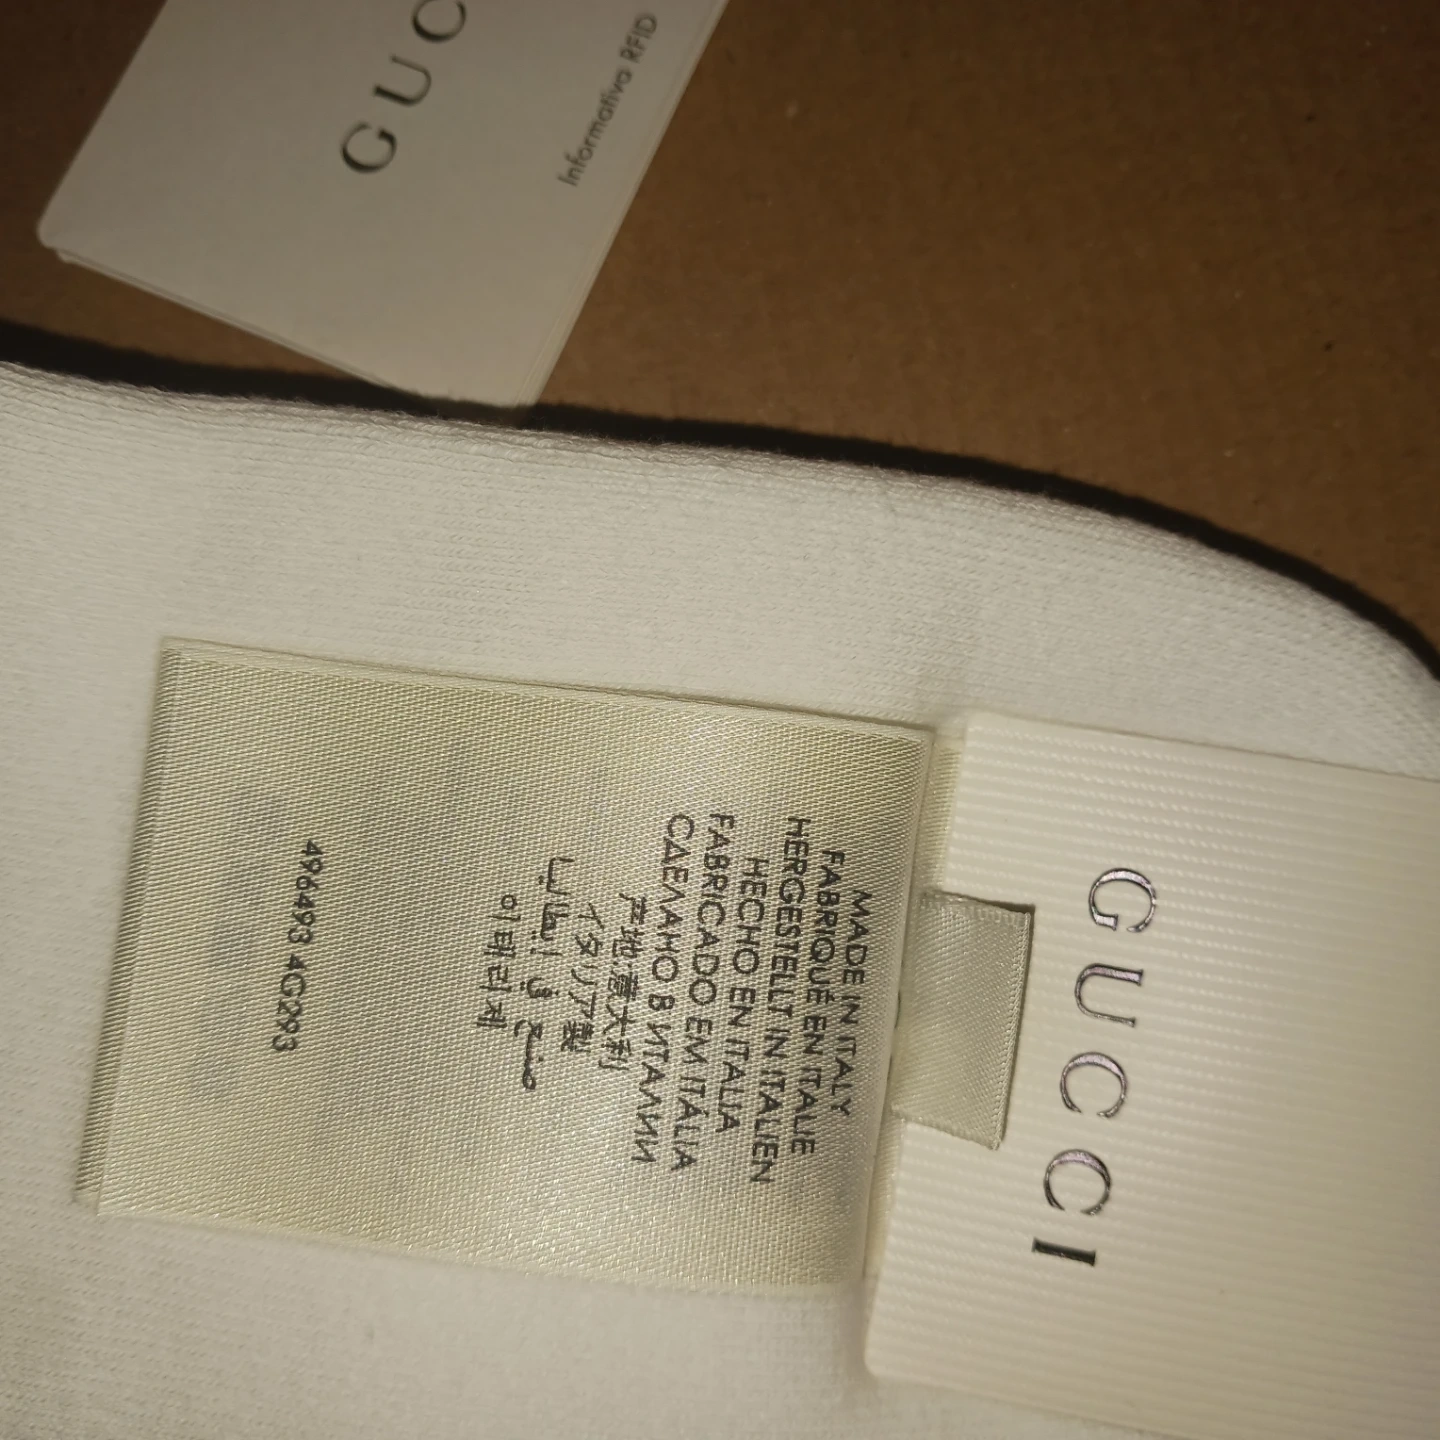 GUC
Informativa RFID
GUCCI
MADE IN ITALY
FABRIQUÉ EN ITALIE
HERGESTELLT IN ITALIEN
HECHO EN ITALIA
FABRICADO EM ITÁLIA
СДЕЛАНО В ИТАЛИИ
产地意大利
イタリア製
صنع في إيطاليا
이태리제
496493 4G293